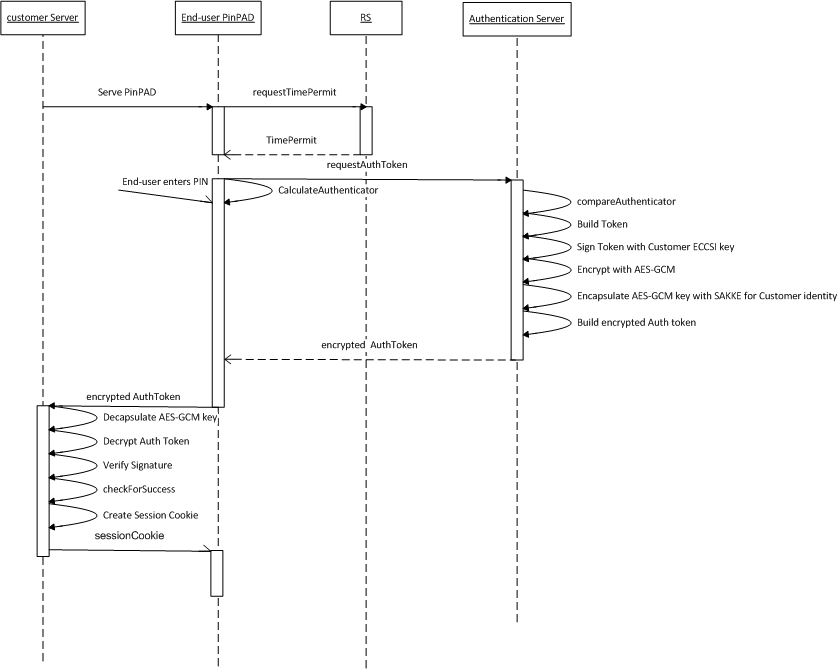 customer Server
End-user PinPAD
RS
Authentication Server
Serve PinPAD
requestTimePermit
TimePermit
requestAuthToken
End-user enters PIN
CalculateAuthenticator
compareAuthenticator
Build Token
Sign Token with Customer ECCSI key
Encrypt with AES-GCM
Encapsulate AES-GCM key with SAKKE for Customer identity
Build encrypted Auth token
encrypted AuthToken
encrypted AuthToken
Decapsulate AES-GCM key
Decrypt Auth Token
Verify Signature
checkForSuccess
Create Session Cookie
sessionCookie